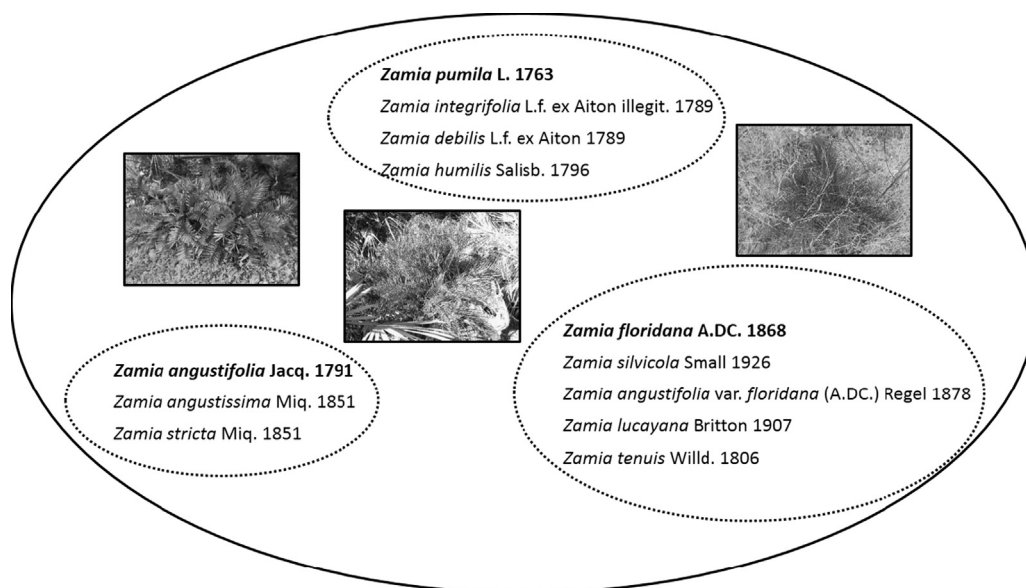 Zamia pumila L. 1763
Zamia integrifolia L.f. ex Aiton illegit. 1789
Zamia debilis L.f. ex Aiton 1789
Zamia humilis Salisb. 1796
Zamia angustifolia Jacq. 1791
Zamia angustissima Miq. 1851
Zamia stricta Miq. 1851
Zamia floridana A.DC. 1868
Zamia silvicola Small 1926
Zamia angustifolia var. floridana (A.DC.) Regel 1878
Zamia lucayana Britton 1907
Zamia tenuis Willd. 1806